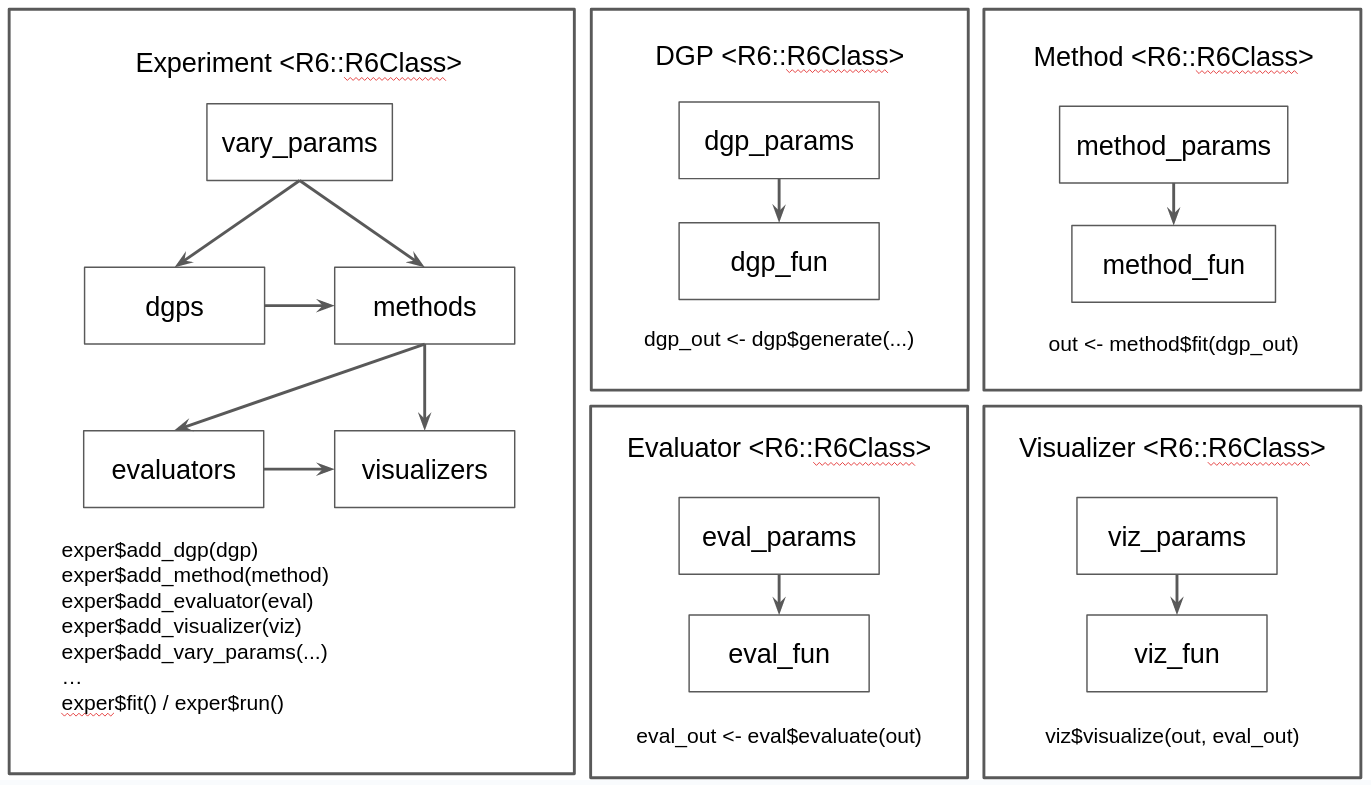 Experiment <R6::R6Class>
vary_params
dgps
methods
evaluators
visualizers
exper$add_dgp(dgp)
exper$add_method(method)
exper$add_evaluator(eval)
exper$add_visualizer(viz)
exper$add_vary_params(...)
…
exper$fit() / exper$run()
DGP <R6::R6Class>
dgp_params
dgp_fun
dgp_out <- dgp$generate(...)
Method <R6::R6Class>
method_params
method_fun
out <- method$fit(dgp_out)
Evaluator <R6::R6Class>
eval_params
eval_fun
eval_out <- eval$evaluate(out)
Visualizer <R6::R6Class>
viz_params
viz_fun
viz$visualize(out, eval_out)